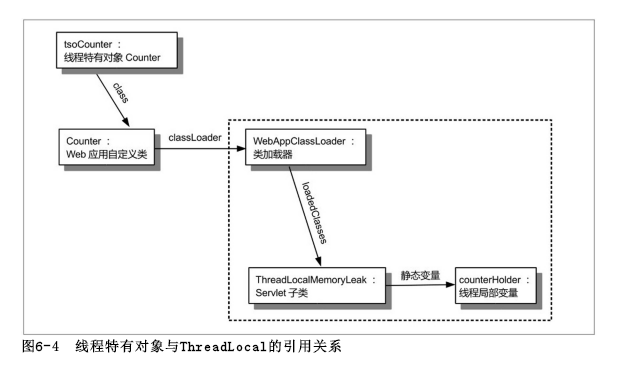 tsoCounter ：
线程特有对象 Counter
class
Counter ：
Web 应用自定义类
classLoader
WebAppClassLoader ：
类加载器
loadedClasses
ThreadLocalMemoryLeak ：
Servlet 子类
静态变量
counterHolder ：
线程局部变量
图6-4 线程特有对象与ThreadLocal的引用关系